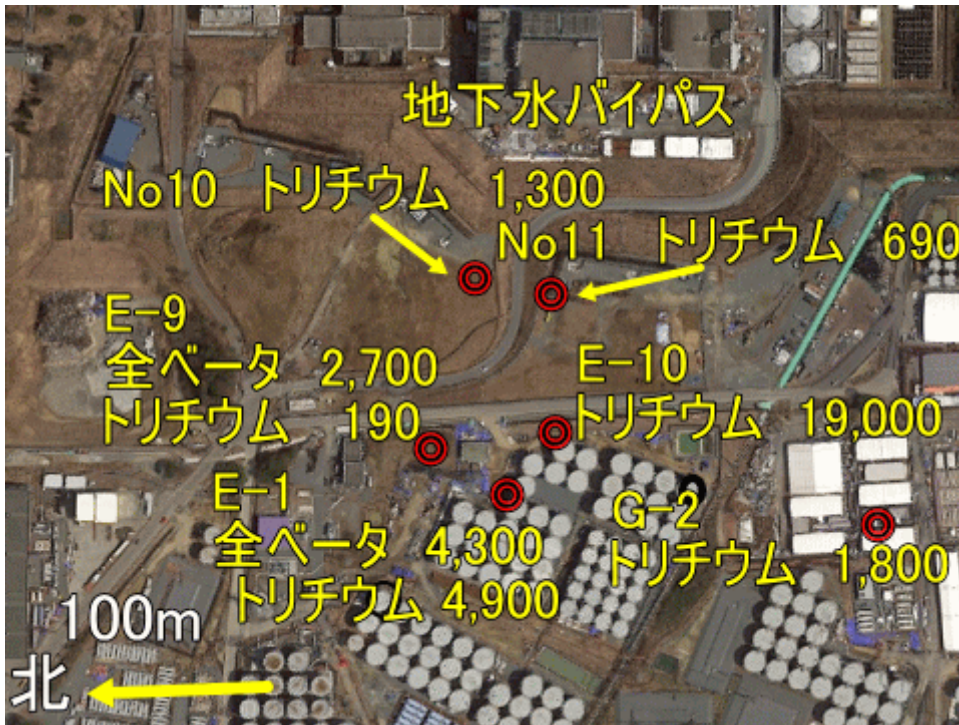 地下水バイパス
No10 トリチウム 1,300
No11 トリチウム 690
E-9
全ベータ 2,700
トリチウム 190
E-10
トリチウム 19,000
E-1
全ベータ 4,300
トリチウム 4,900
G-2
トリチウム 1,800
100m
北